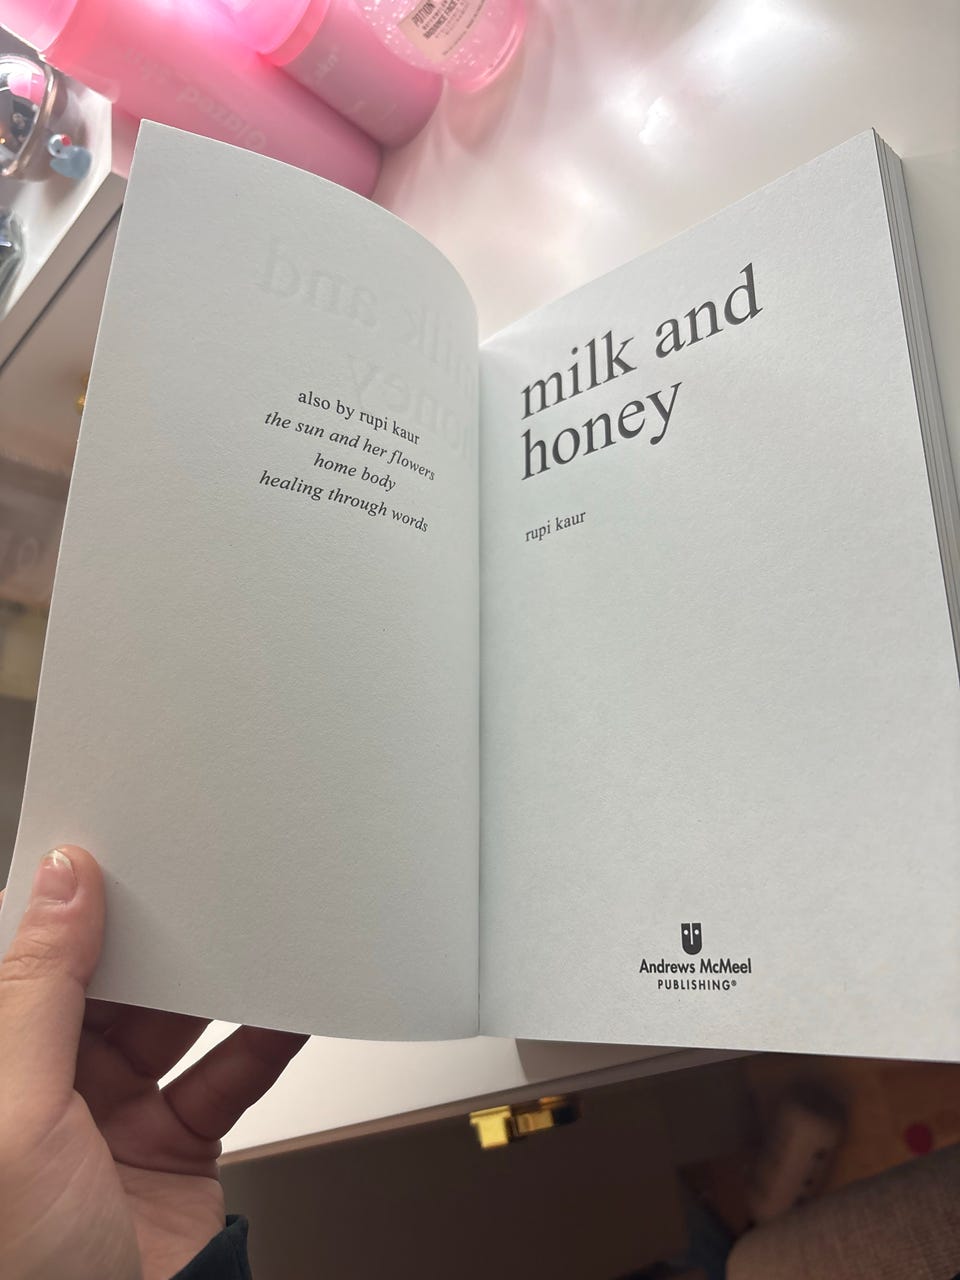 POTION
also by rupi kaur
the sun and her flowers
home body
healing through words
milk and
honey
rupi kaur
Andrews McMeel
PUBLISHING®